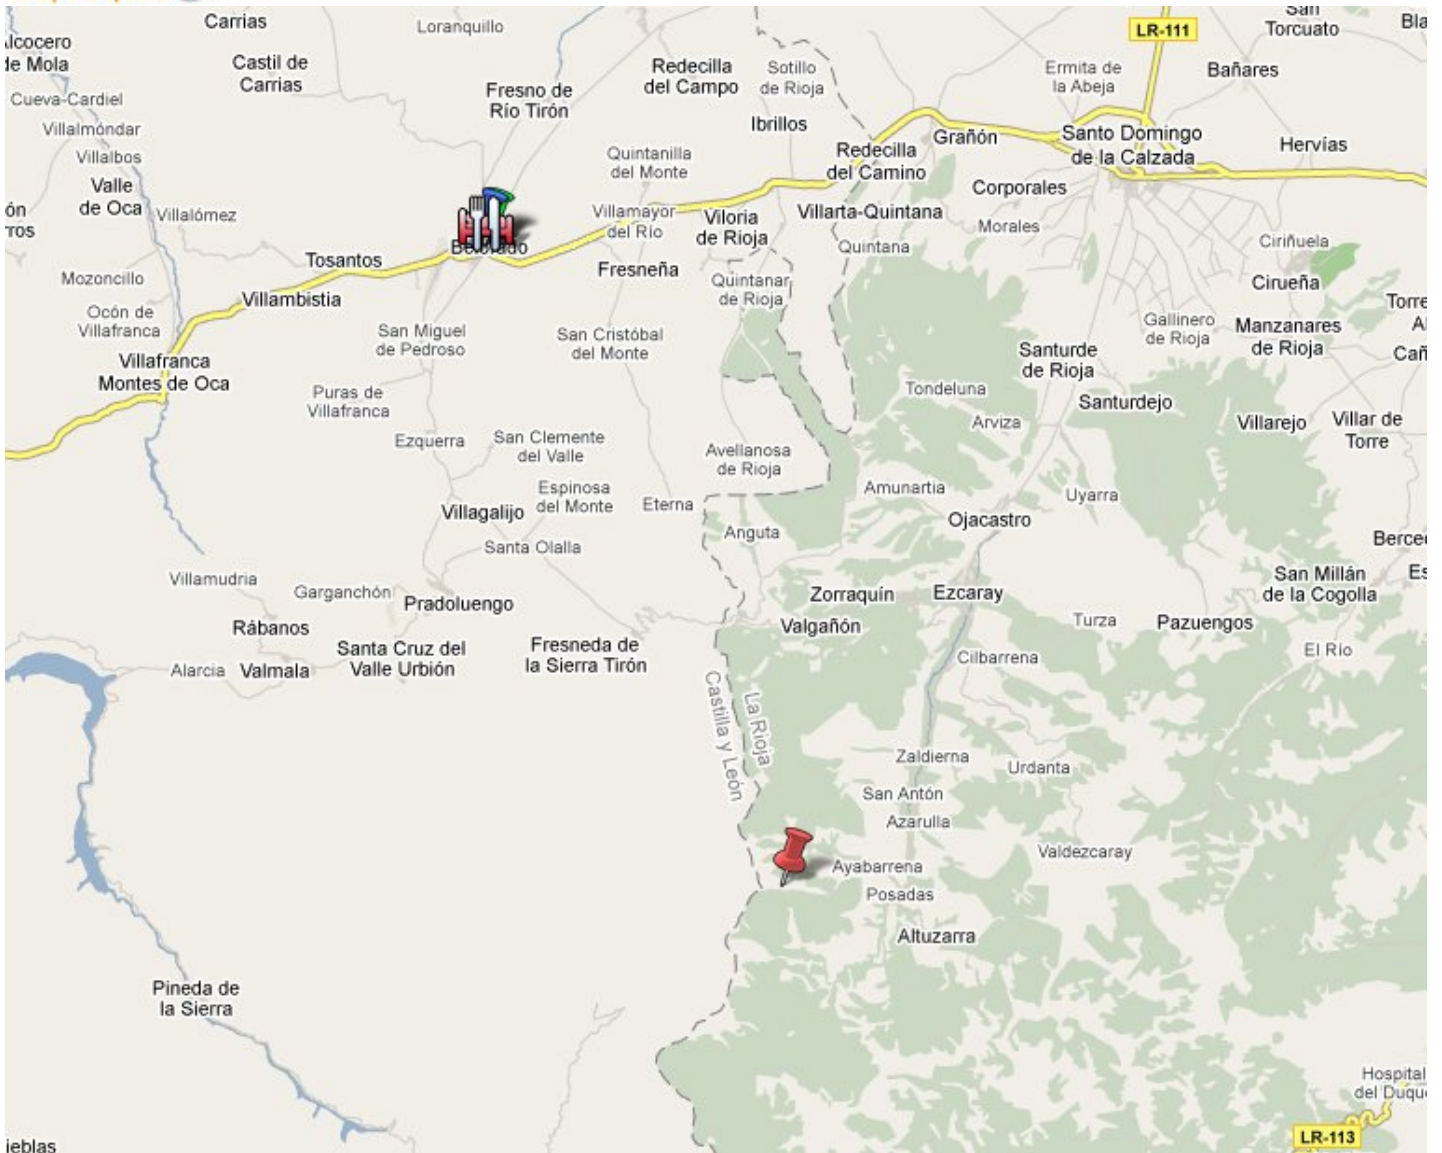 Carrias
Loranquillo
San
Torcuato
LR-111
de Mola
Castil de
Carrias
Redecilla
del Campo
Sotillo
de Rioja
Ermita de
la Abeja
Bañares
Cueva-Cardiel
Fresno de
Río Tirón
Villalmóndar
Ibrillos
Grañón
Santo Domingo
de la Calzada
Hervías
Villalbos
Quintanilla
del Monte
Redecilla
del Camino
Valle
de Oca
Corporales
Villalómez
Villamayor
del Río
Viloria
de Rioja
Villarta-Quintana
Morales
Belorado
Quintana
Ciriñuela
Tosantos
Fresneña
Mozoncillo
Quintanar
de Rioja
Cirueña
Villambistia
Ocón de
Villafranca
San Miguel
de Pedroso
San Cristóbal
del Monte
Gallinero
de Rioja
Manzanares
de Rioja
Villafranca
Montes de Oca
Santurde
de Rioja
Puras de
Villafranca
Tondeluna
Santurdejo
Arviza
Villarejo
Villar de
Torre
Ezquerra
San Clemente
del Valle
Avellanosa
de Rioja
Espinosa
del Monte
Amunartia
Uyarra
Villagalijo
Eterna
Ojacastro
Anguta
Santa Olalla
Villamudria
Garganchón
Pradoluengo
Zorraquín
Ezcaray
San Millán
de la Cogolla
Rábanos
Valgañón
Turza
Pazuengos
Santa Cruz del
Valle Urbión
Fresneda de
la Sierra Tirón
Cilbarrena
El Río
Alarcia
Valmala
Castilla y León
La Rioja
Zaldierna
Urdanta
San Antón
Azarulla
Valdezcaray
Ayabarrena
Posadas
Altuzarra
Pineda de
la Sierra
Hospital
LR-113